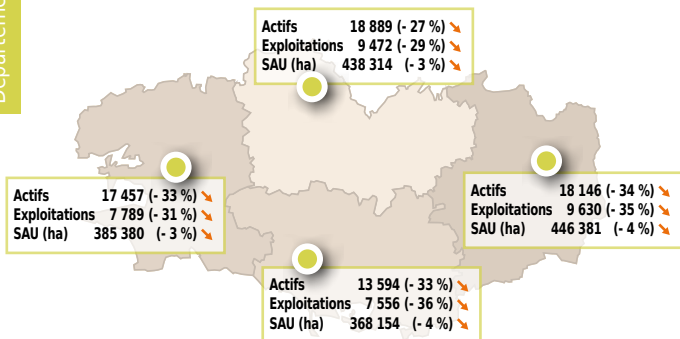 Départeme
Actifs 18 889 (- 27 %)
Exploitations 9 472 (- 29 %)
SAU (ha) 438 314 (- 3 %)
Actifs 17 457 (- 33 %)
Exploitations 7 789 (- 31 %)
SAU (ha) 385 380 (- 3 %)
Actifs 18 146 (- 34 %)
Exploitations 9 630 (- 35 %)
SAU (ha) 446 381 (- 4 %)
Actifs 13 594 (- 33 %)
Exploitations 7 556 (- 36 %)
SAU (ha) 368 154 (- 4 %)